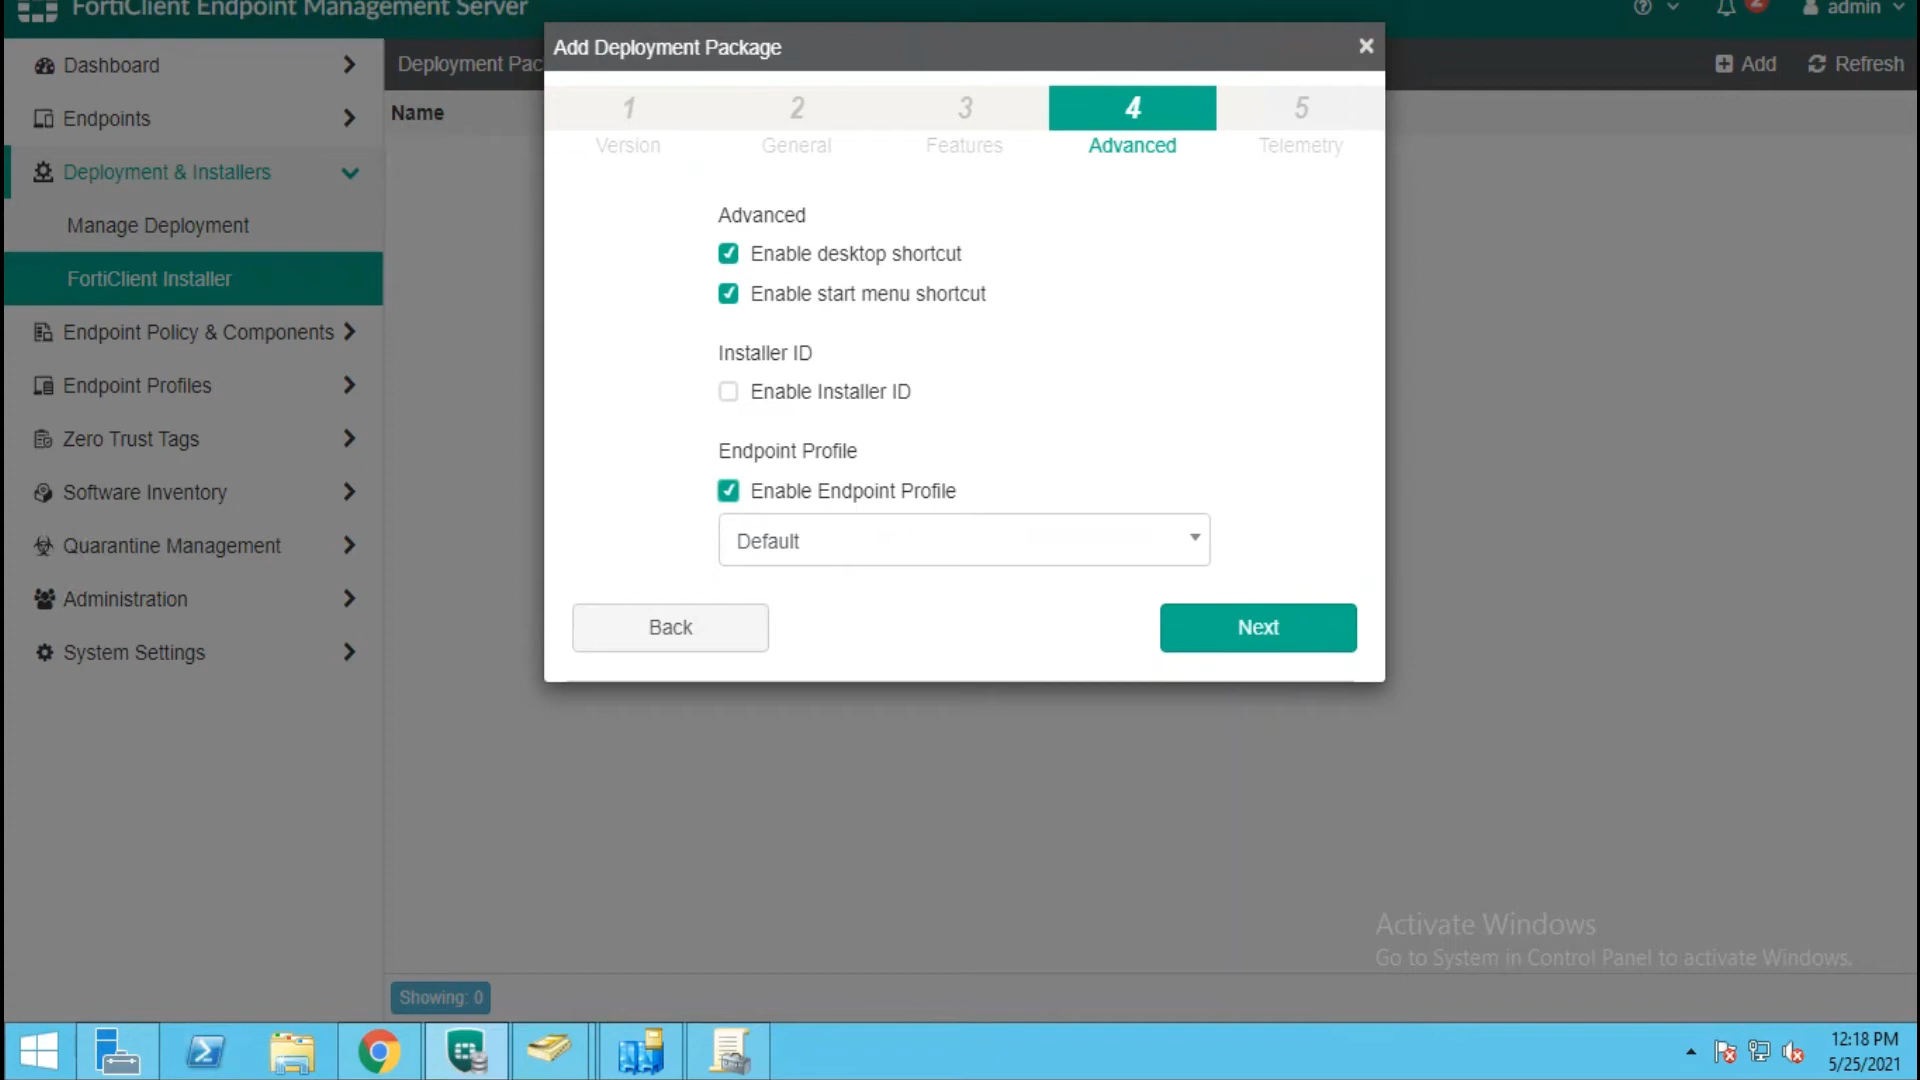 FortiClient Endpoint Management Server
admin
2
Dashboard
Endpoints
Deployment & Installers
Manage Deployment
FortiClient Installer
Endpoint Policy & Components
Endpoint Profiles
Zero Trust Tags
Software Inventory
Quarantine Management
Administration
System Settings
Deployment Pac
Add
Refresh
Name
Add Deployment Package
1
2
3
4
5
Version
General
Features
Advanced
Telemetry
Advanced
Enable desktop shortcut
Enable start menu shortcut
Installer ID
Enable Installer ID
Endpoint Profile
Enable Endpoint Profile
Default
Back
Next
Activate Windows
Go to System in Control Panel to activate Windows.
Showing: 0
12:18 PM
5/25/2021